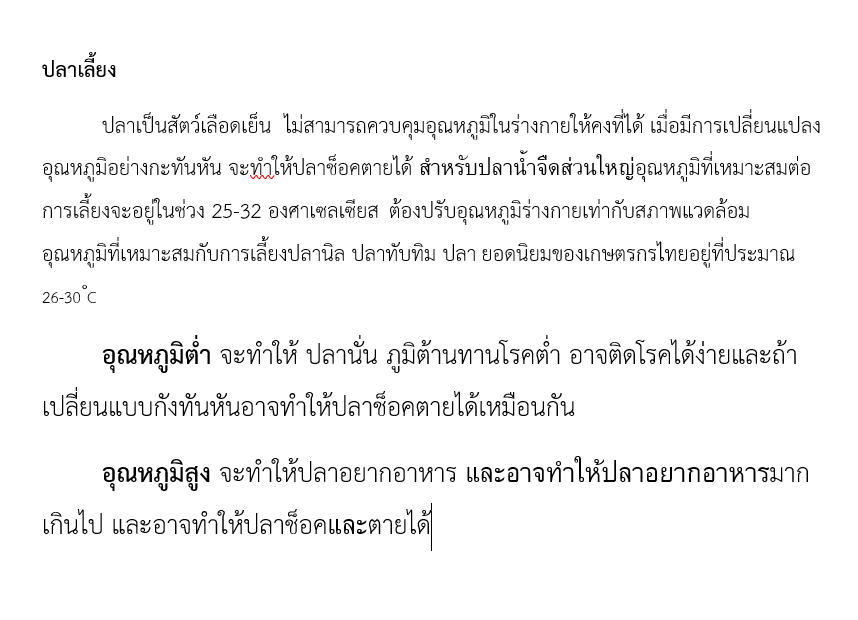 ปลาเลี้ยง
ปลาเป็นสัตว์เลือดเย็น ไม่สามารถควบคุมอุณหภูมิในร่างกายให้คงที่ได้ เมื่อมีการเปลี่ยนแปลง
อุณหภูมิอย่างกะทันหัน จะทำให้ปลาช็อคตายได้ สำหรับปลาน้ำจืดส่วนใหญ่อุณหภูมิที่เหมาะสมต่อ
การเลี้ยงจะอยู่ในช่วง 25-32 องศาเซลเซียส ต้องปรับอุณหภูมิร่างกายเท่ากับสภาพแวดล้อม
อุณหภูมิที่เหมาะสมกับการเลี้ยงปลานิล ปลาทับทิม ปลา ยอดนิยมของเกษตรกรไทยอยู่ที่ประมาณ
26-30 ํC
อุณหภูมิต่ำ จะทำให้ ปลานั่น ภูมิต้านทานโรคต่ำ อาจติดโรคได้ง่ายและถ้า
เปลี่ยนแบบกังทันหันอาจทำให้ปลาช็อคตายได้เหมือนกัน
อุณหภูมิสูง จะทำให้ปลาอยากอาหาร และอาจทำให้ปลาอยากอาหารมาก
เกินไป และอาจทำให้ปลาช็อคและตายได้